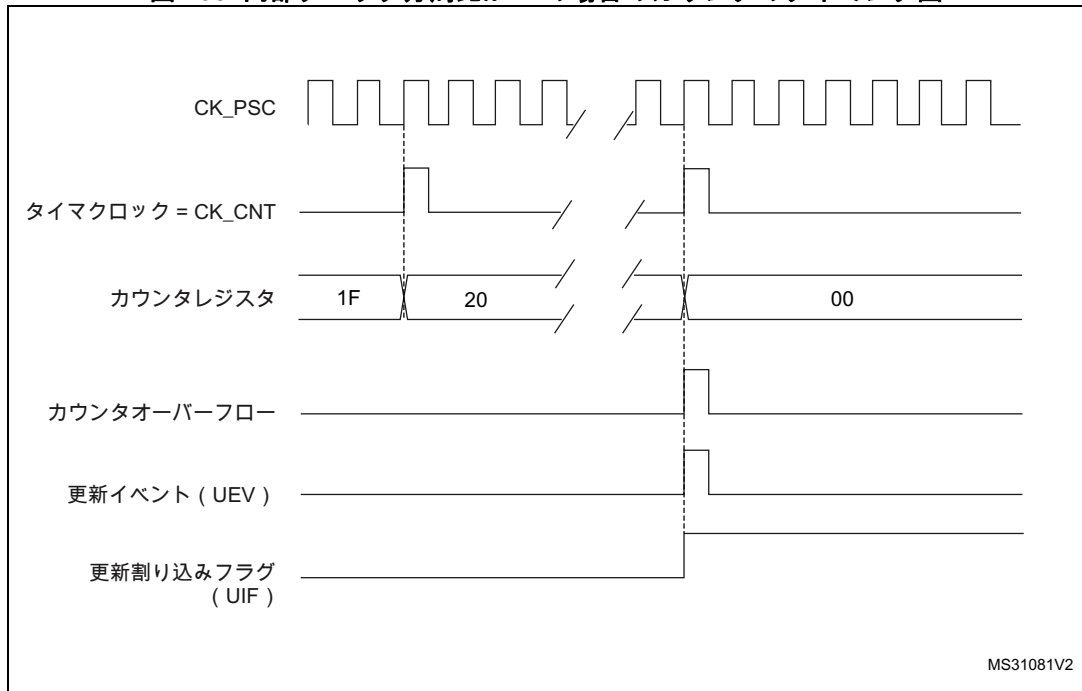 CK_PSC
タイマクロック = CK_CNT
カウンタレジスタ 1F 20 00
カウンタオーバーフロー
更新イベント ( UEV )
更新割り込みフラグ
( UIF )
MS31081V2